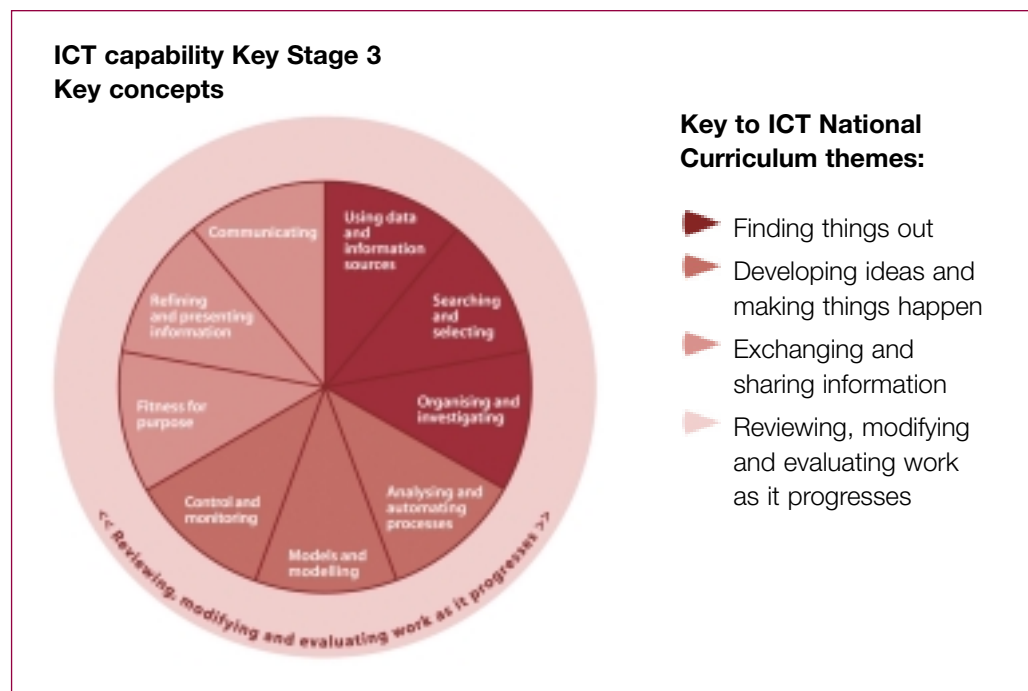 ICT capability Key Stage 3
Key concepts
Key to ICT National
Curriculum themes:
Finding things out
Developing ideas and
making things happen
Exchanging and
sharing information
Reviewing, modifying
and evaluating work
as it progresses
Using data
and
information
sources
Searching
and
selecting
Organising and
investigating
Analysing and
automating
processes
Models and
modelling
Control and
monitoring
Fitness for
purpose
Refining
and presenting
information
Communicating
<< Reviewing, modifying and evaluating work as it progresses >>